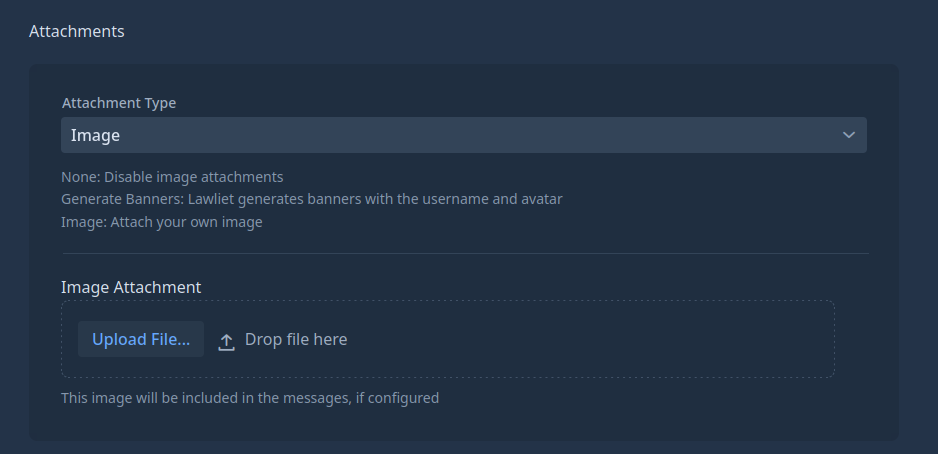 Attachments
Attachment Type
Image
None: Disable image attachments
Generate Banners: Lawliet generates banners with the username and avatar
Image: Attach your own image
Image Attachment
Upload File... Drop file here
This image will be included in the messages, if configured